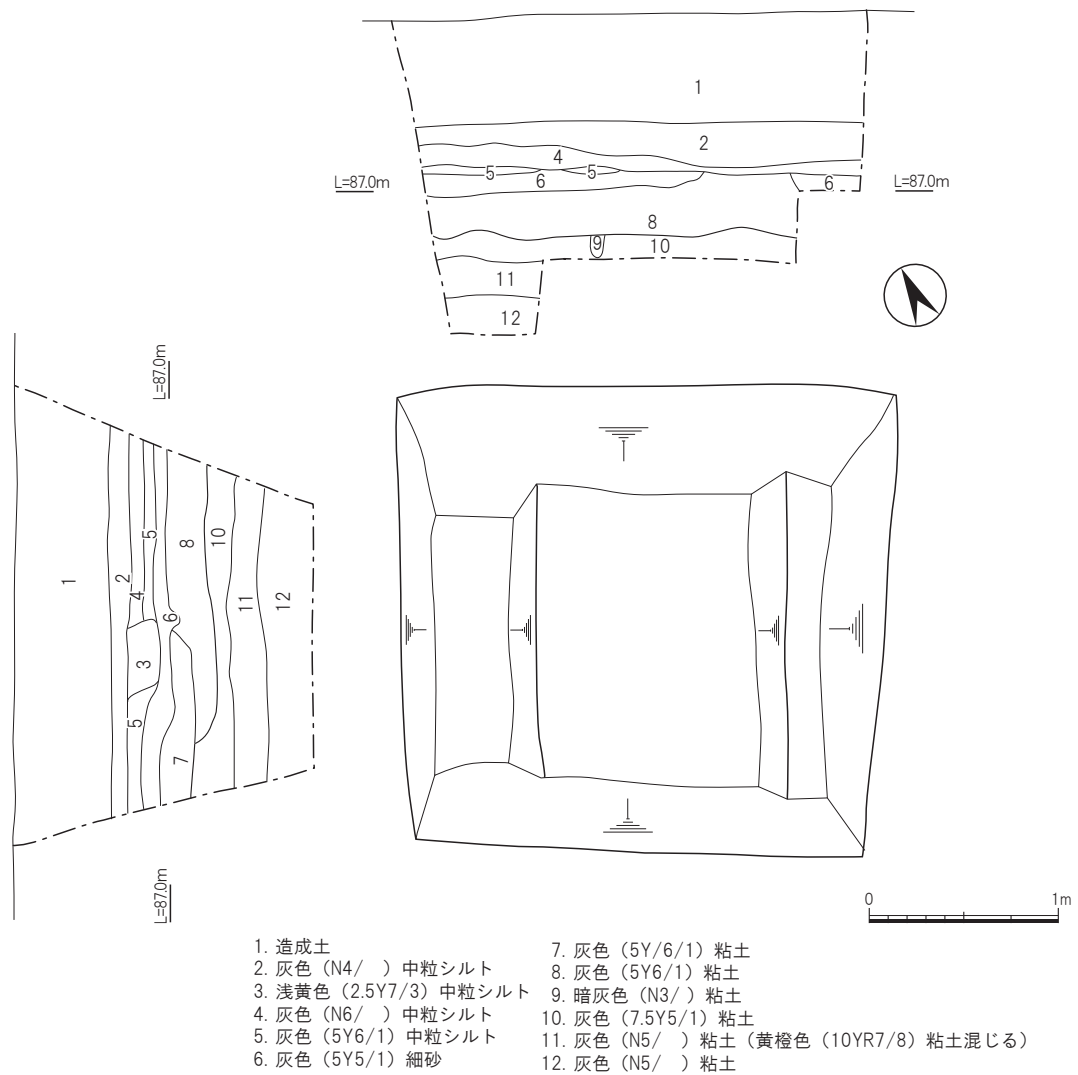 1
2
4
5
5
6
6
L=87.0m
L=87.0m
8
9
10
11
12
L=87.0m
1
2
4
5
8
10
11
12
6
3
5
7
L=87.0m
0
1m
1. 造成土
2. 灰色（N4/　）中粒シルト
3. 浅黄色（2.5Y7/3）中粒シルト
4. 灰色（N6/　）中粒シルト
5. 灰色（5Y6/1）中粒シルト
6. 灰色（5Y5/1）細砂
7. 灰色（5Y/6/1）粘土
8. 灰色（5Y6/1）粘土
9. 暗灰色（N3/ ）粘土
10. 灰色（7.5Y5/1）粘土
11. 灰色（N5/　）粘土（黄橙色（10YR7/8）粘土混じる）
12. 灰色（N5/　）粘土